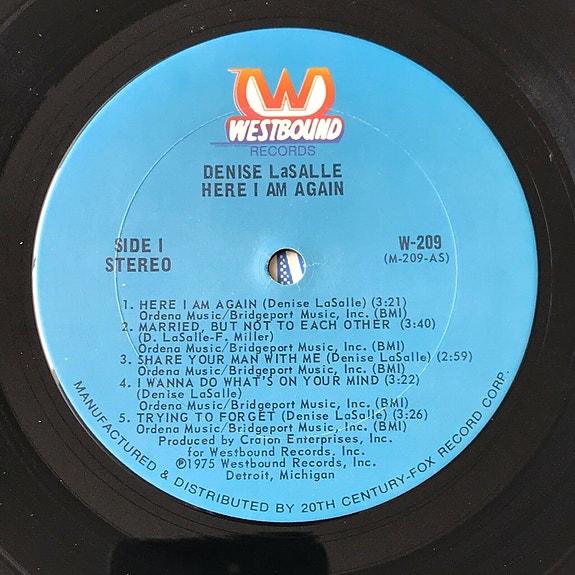 W
WESTBOUND
RECORDS
DENISE LaSALLE
HERE I AM AGAIN
SIDE I
STEREO
W-209
(M-209-AS)
1. HERE I AM AGAIN (Denise LaSalle) (3:21)
Ordena Music/Bridgeport Music, Inc. (BMI)
2. MARRIED, BUT NOT TO EACH OTHER (3:40)
(D. LaSalle-F. Miller)
Ordena Music/Bridgeport Music, Inc. (BMI)
3. SHARE YOUR MAN WITH ME (Denise LaSalle) (2:59)
Ordena Music/Bridgeport Music, Inc. (BMI)
4. I WANNA DO WHAT'S ON YOUR MIND (3:22)
(Denise LaSalle)
Ordena Music/Bridgeport Music, Inc. (BMI)
5. TRYING TO FORGET (Denise LaSalle) (3:26)
Ordena Music/Bridgeport Music, Inc. (BMI)
Produced by Crajon Enterprises, Inc.
for Westbound Records, Inc.
℗1975 Westbound Records, Inc.
Detroit, Michigan
MANUFACTURED & DISTRIBUTED BY 20TH CENTURY-FOX RECORD CORP.